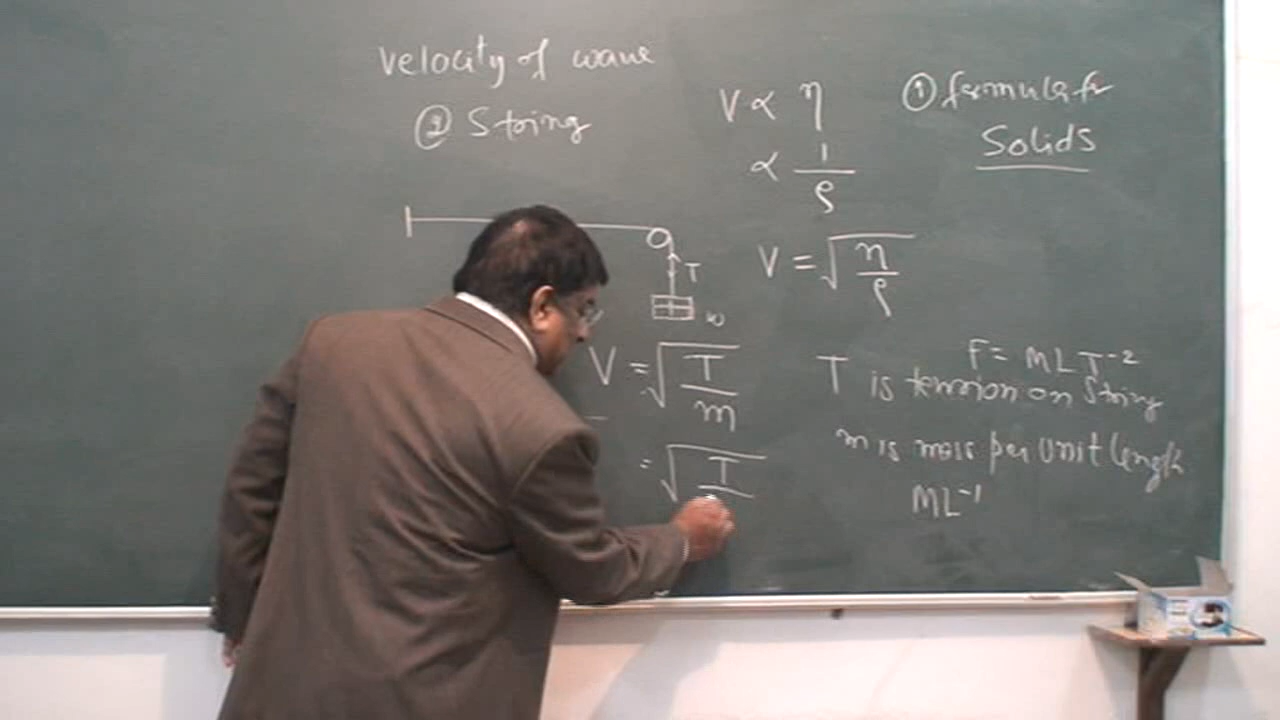 velocity of wave
② String
V ∝ η
∝ 1/ρ
① formula for
Solids
V = √(η/ρ)
T
w
V = √(T/m)
F = MLT⁻²
T is tension on String
m is mass per unit length
ML⁻¹
= √(T/